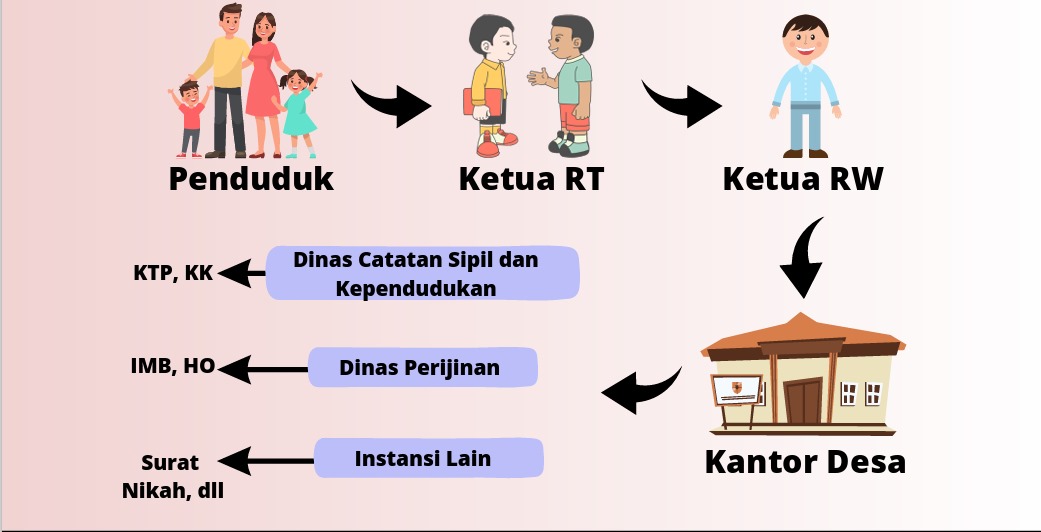 Penduduk
Ketua RT
Ketua RW
Dinas Catatan Sipil dan
Kependudukan
KTP, KK
Dinas Perijinan
IMB, HO
Instansi Lain
Surat
Nikah, dll
Kantor Desa